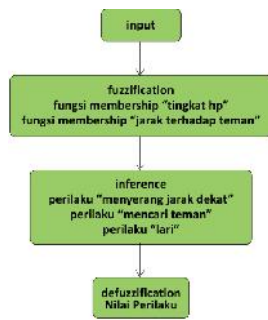 input
fuzzification
fungsi membership "tingkat hp"
fungsi membership "jarak terhadap teman"
inference
perilaku "menyerang jarak dekat"
perilaku "mencari teman"
perilaku "lari"
defuzzification
Nilai Perilaku